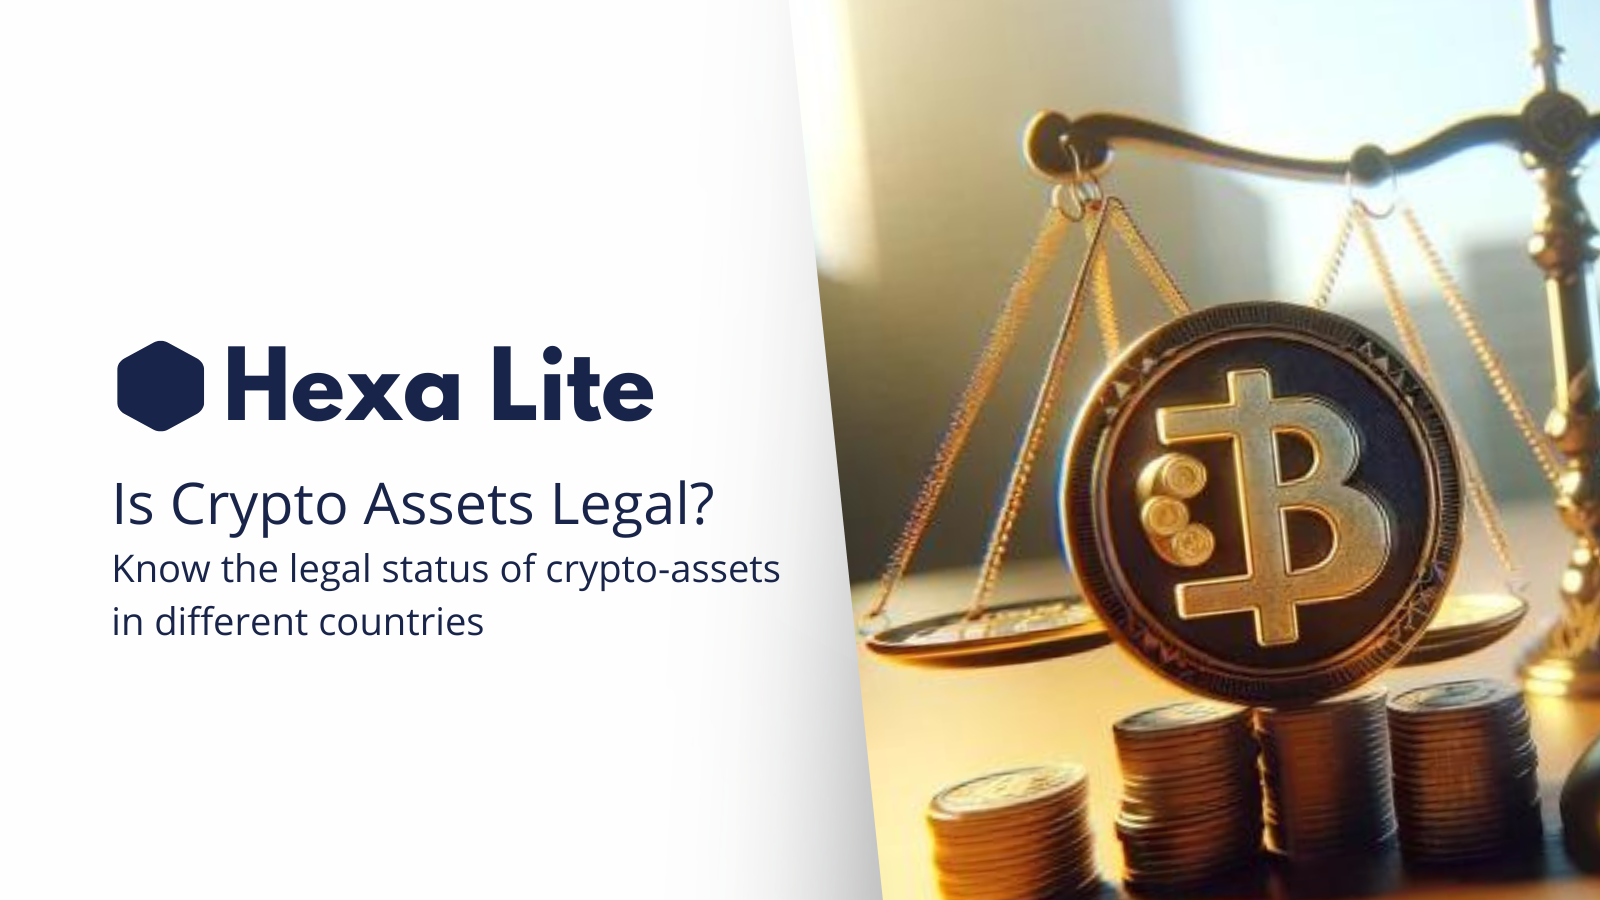 Hexa Lite
Is Crypto Assets Legal?
Know the legal status of crypto-assets
in different countries